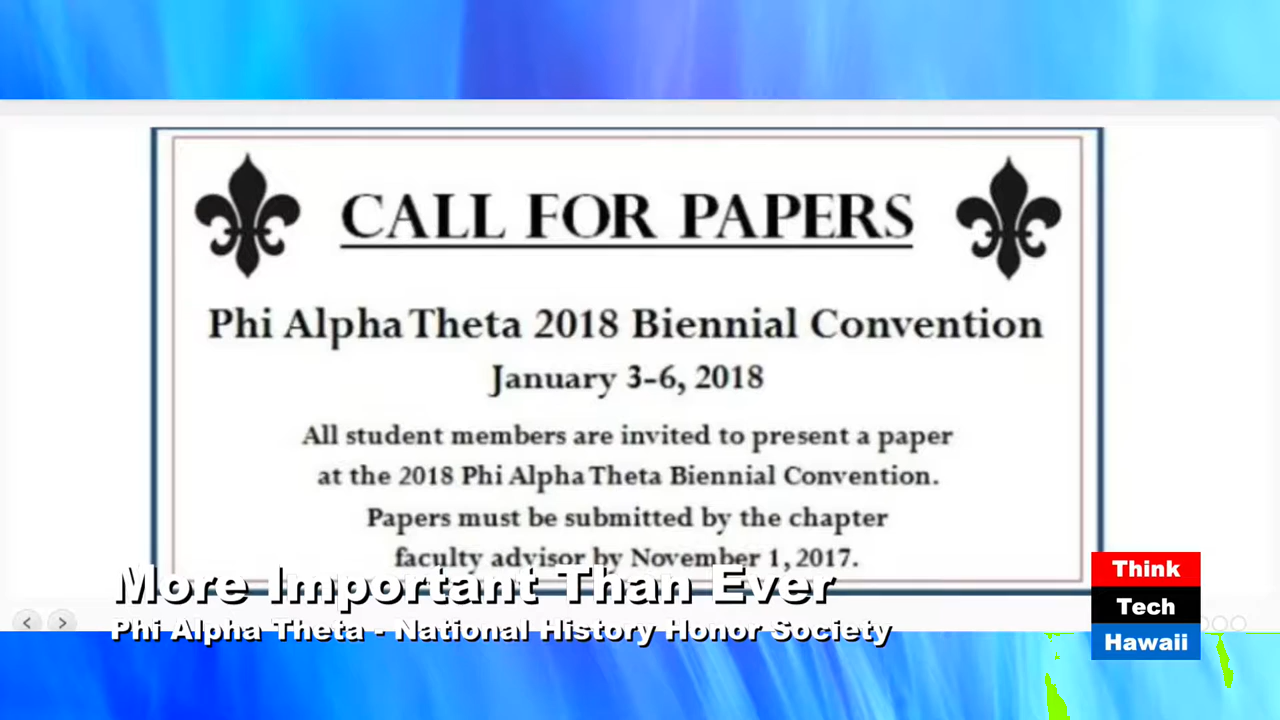 CALL FOR PAPERS
Phi Alpha Theta 2018 Biennial Convention
January 3-6, 2018
All student members are invited to present a paper
at the 2018 Phi Alpha Theta Biennial Convention.
Papers must be submitted by the chapter
faculty advisor by November 1, 2017.
More Important Than Ever
Phi Alpha Theta - National History Honor Society
Think
Tech
Hawaii